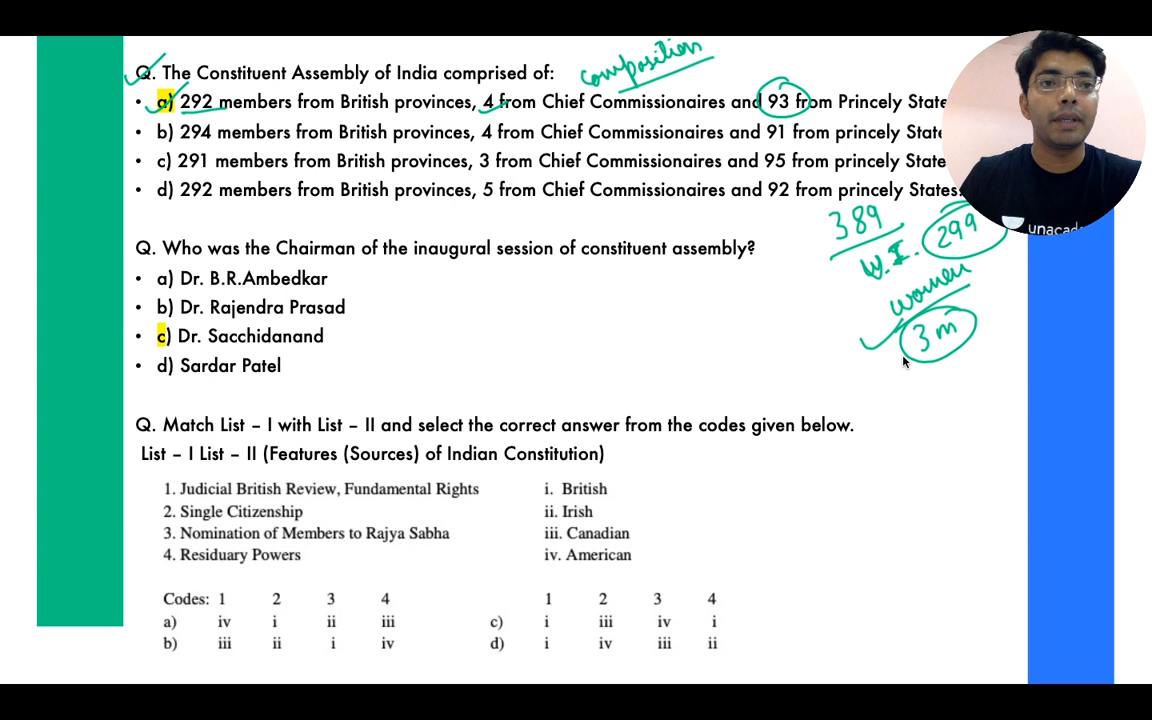 composition
Q. The Constituent Assembly of India comprised of:
• a) 292 members from British provinces, 4 from Chief Commissionaires and 93 from Princely State
• b) 294 members from British provinces, 4 from Chief Commissionaires and 91 from princely State
• c) 291 members from British provinces, 3 from Chief Commissionaires and 95 from princely State
• d) 292 members from British provinces, 5 from Chief Commissionaires and 92 from princely States.
389
W.I. 299
unacad
women
3 m
Q. Who was the Chairman of the inaugural session of constituent assembly?
• a) Dr. B.R.Ambedkar
• b) Dr. Rajendra Prasad
• c) Dr. Sacchidanand
• d) Sardar Patel
Q. Match List – I with List – II and select the correct answer from the codes given below.
List – I List – II (Features (Sources) of Indian Constitution)
1. Judicial British Review, Fundamental Rights i. British
2. Single Citizenship ii. Irish
3. Nomination of Members to Rajya Sabha iii. Canadian
4. Residuary Powers iv. American
Codes: 1 2 3 4 1 2 3 4
a) iv i ii iii c) i iii iv i
b) iii ii i iv d) i iv iii ii